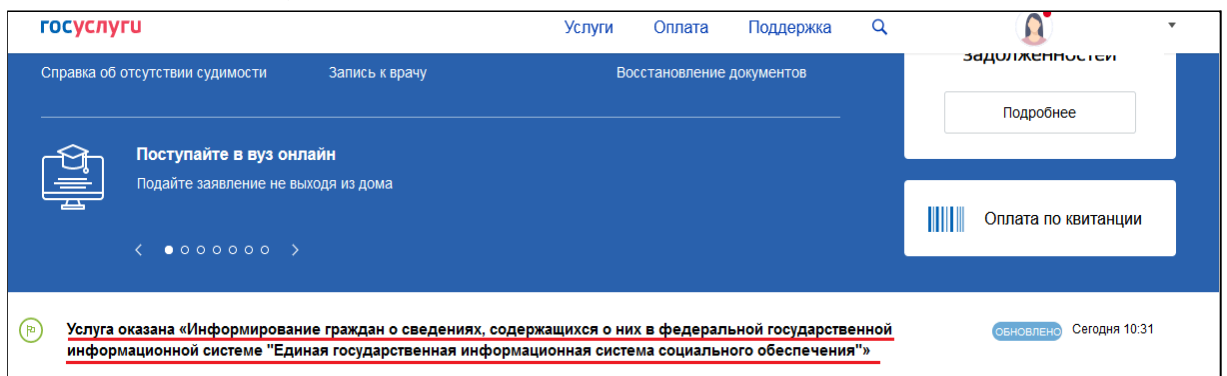 госуслуги Услуги Оплата Поддержка
задолженностей
Справка об отсутствии судимости Запись к врачу Восстановление документов
Подробнее
Поступайте в вуз онлайн
Подайте заявление не выходя из дома
Оплата по квитанции
Услуга оказана «Информирование граждан о сведениях, содержащихся о них в федеральной государственной
информационной системе "Единая государственная информационная система социального обеспечения"»
ОБНОВЛЕНО Сегодня 10:31